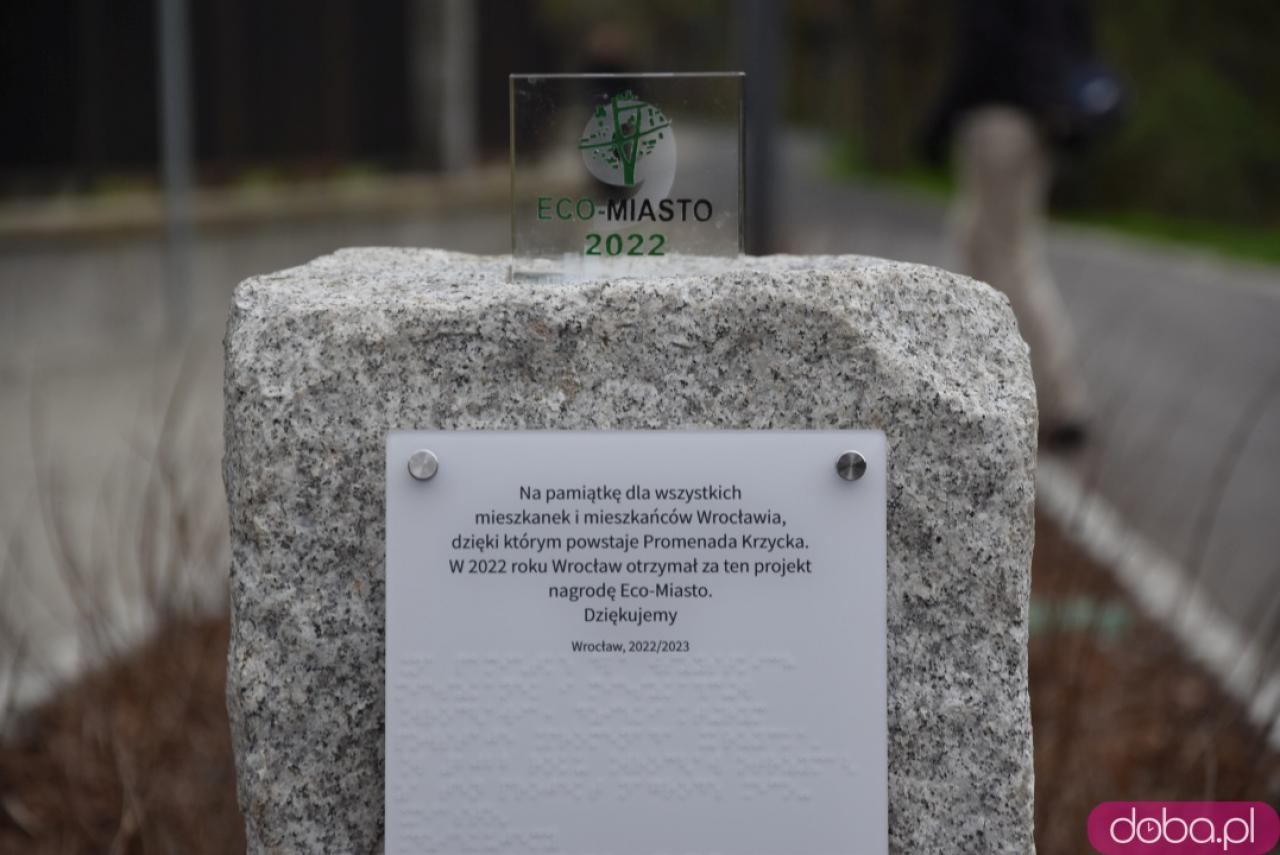 ECO-MIASTO
2022
Na pamiątkę dla wszystkich
mieszkanek i mieszkańców Wrocławia,
dzięki którym powstaje Promenada Krzycka.
W 2022 roku Wrocław otrzymał za ten projekt
nagrodę Eco-Miasto.
Dziękujemy
Wrocław, 2022/2023
doba.pl